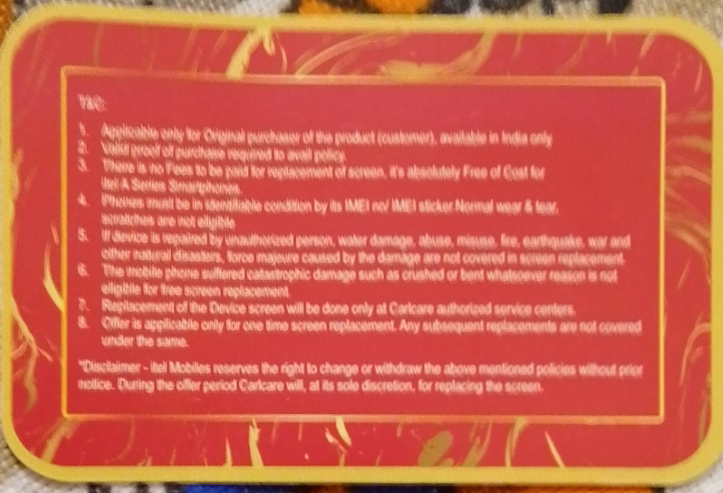 T&C:
1. Applicable only for Original purchaser of the product (customer), available in India only
2. Valid proof of purchase required to avail policy.
3. There is no Fees to be paid for replacement of screen, it's absolutely Free of Cost for
itel A Series Smartphones.
4. Phones must be in identifiable condition by its IMEI no/ IMEI sticker Normal wear & tear,
scratches are not eligible
5. If device is repaired by unauthorized person, water damage, abuse, misuse, fire, earthquake, war and
other natural disasters, force majeure caused by the damage are not covered in screen replacement.
6. The mobile phone suffered catastrophic damage such as crushed or bent whatsoever reason is not
eligible for free screen replacement.
7. Replacement of the Device screen will be done only at Carlcare authorized service centers.
8. Offer is applicable only for one time screen replacement. Any subsequent replacements are not covered
under the same.
*Disclaimer - itel Mobiles reserves the right to change or withdraw the above mentioned policies without prior
notice. During the offer period Carlcare will, at its sole discretion, for replacing the screen.